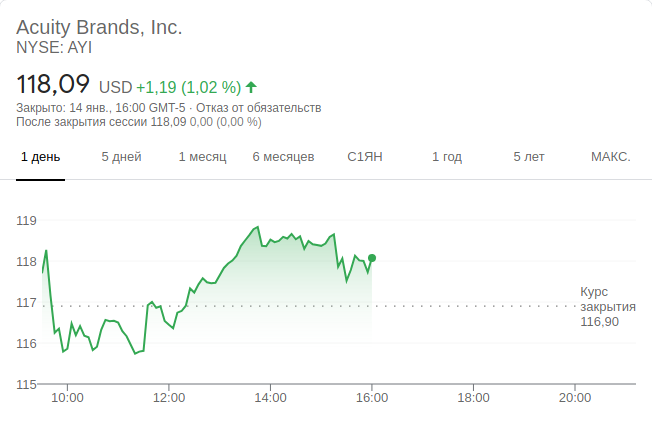 Acuity Brands, Inc.
NYSE: AYI
118,09 USD +1,19 (1,02 %)
Закрыто: 14 янв., 16:00 GMT-5 · Отказ от обязательств
После закрытия сессии 118,09 0,00 (0,00 %)
1 день 5 дней 1 месяц 6 месяцев С1ЯН 1 год 5 лет МАКС.
119
118
117
116
115
Курс
закрытия
116,90
10:00 12:00 14:00 16:00 18:00 20:00